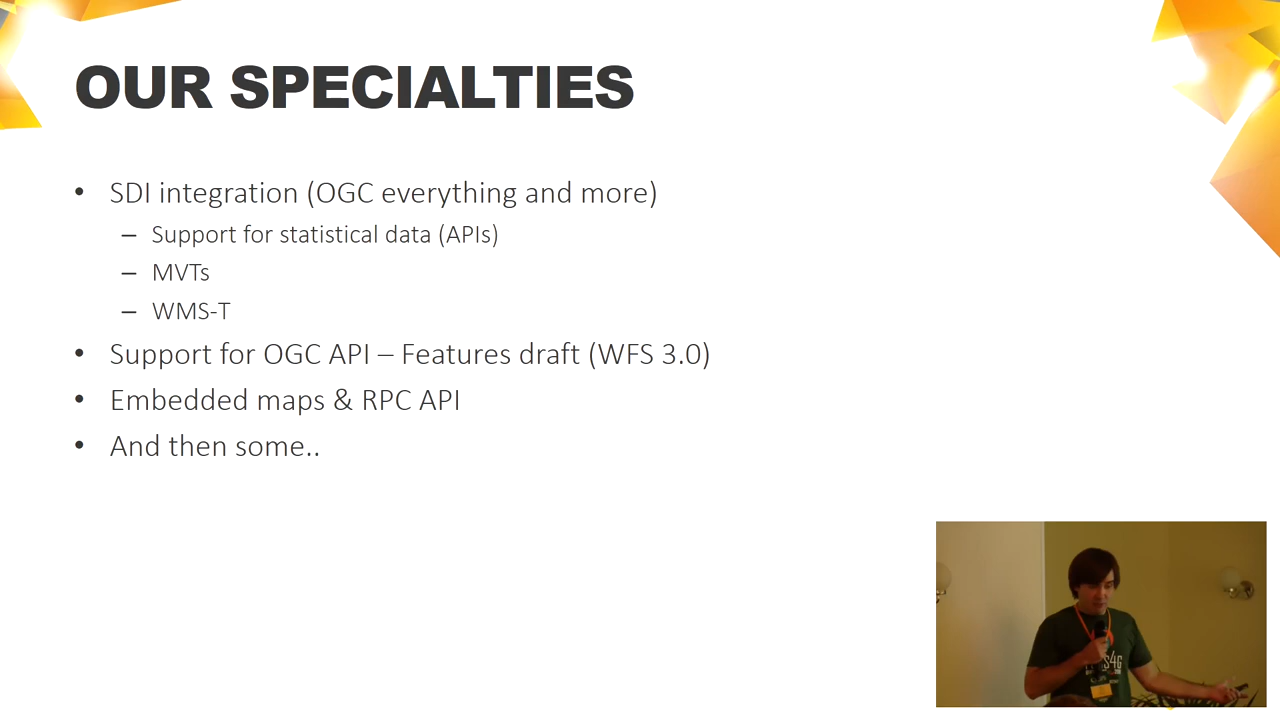 OUR SPECIALTIES
• SDI integration (OGC everything and more)
– Support for statistical data (APIs)
– MVTs
– WMS-T
• Support for OGC API – Features draft (WFS 3.0)
• Embedded maps & RPC API
• And then some..
S4G